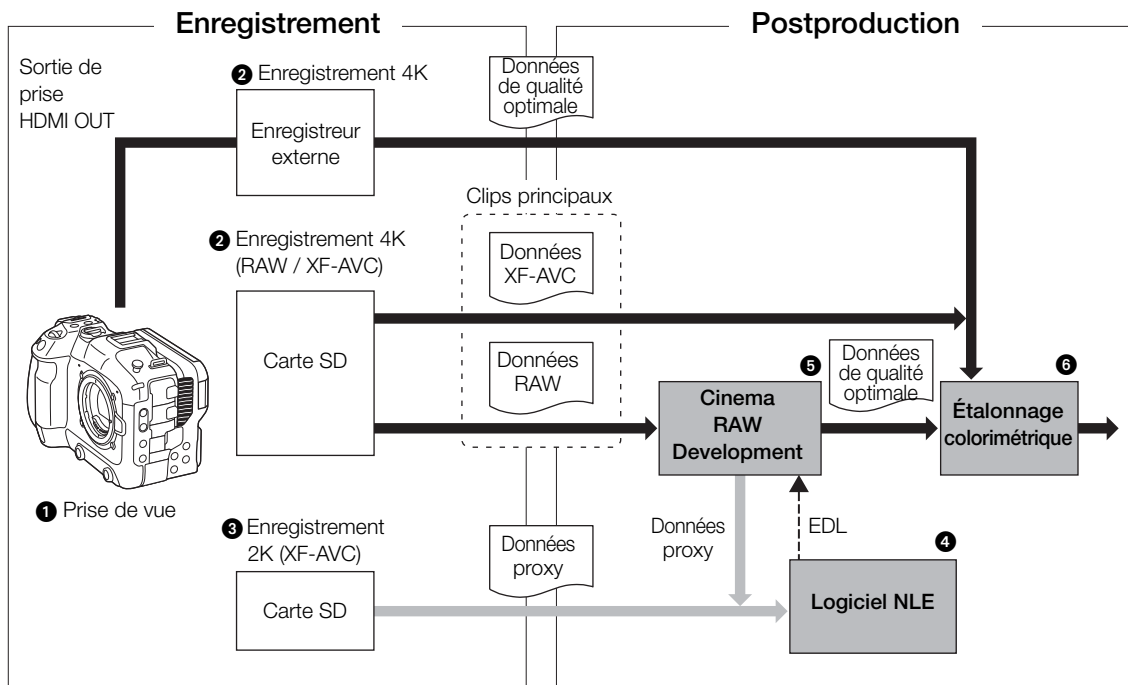 Enregistrement
Postproduction
Sortie de
prise
HDMI OUT
❷ Enregistrement 4K
Enregistreur
externe
Données
de qualité
optimale
Clips principaux
❷ Enregistrement 4K
(RAW / XF-AVC)
Données
XF-AVC
Carte SD
Données
RAW
❺
Cinema
RAW
Development
Données
de qualité
optimale
❻
Étalonnage
colorimétrique
❶ Prise de vue
❸ Enregistrement
2K (XF-AVC)
Carte SD
Données
proxy
Données
proxy
EDL
❹
Logiciel NLE